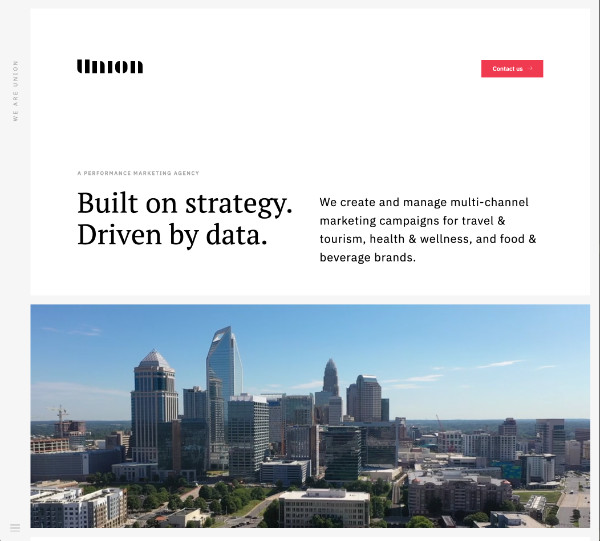 WE ARE UNION
Union
Contact us →
A PERFORMANCE MARKETING AGENCY
Built on strategy.
Driven by data.
We create and manage multi-channel
marketing campaigns for travel &
tourism, health & wellness, and food &
beverage brands.